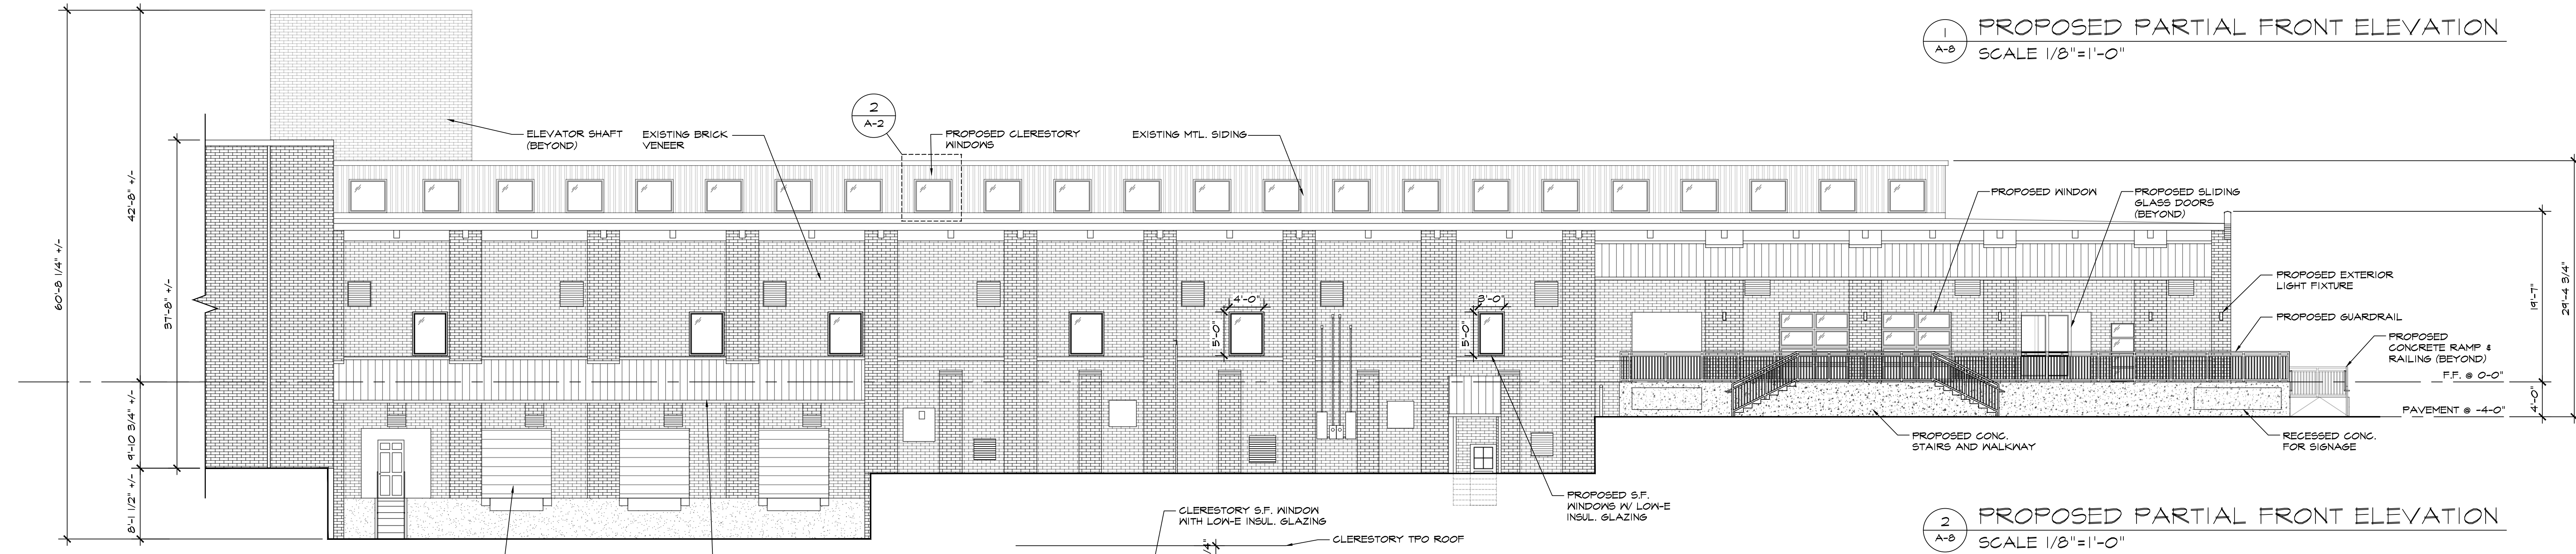 1
A-8
PROPOSED PARTIAL FRONT ELEVATION
SCALE 1/8"=1'-0"
2
A-2
ELEVATOR SHAFT
(BEYOND)
EXISTING BRICK
VENEER
PROPOSED CLERESTORY
WINDOWS
EXISTING MTL. SIDING
PROPOSED WINDOW
PROPOSED SLIDING
GLASS DOORS
(BEYOND)
60'-8 1/4" +/-
42'-8" +/-
37'-8" +/-
9'-10 3/4" +/-
8'-1 1/2" +/-
4'-0"
5'-0"
3'-0"
5'-0"
PROPOSED EXTERIOR
LIGHT FIXTURE
PROPOSED GUARDRAIL
PROPOSED
CONCRETE RAMP &
RAILING (BEYOND)
19'-7"
29'-4 3/4"
F.F. @ 0-0"
4'-0"
PAVEMENT @ -4-0"
PROPOSED CONC.
STAIRS AND WALKWAY
RECESSED CONC.
FOR SIGNAGE
PROPOSED S.F.
WINDOWS W/ LOW-E
INSUL. GLAZING
CLERESTORY S.F. WINDOW
WITH LOW-E INSUL. GLAZING
CLERESTORY TPO ROOF
2
A-8
PROPOSED PARTIAL FRONT ELEVATION
SCALE 1/8"=1'-0"